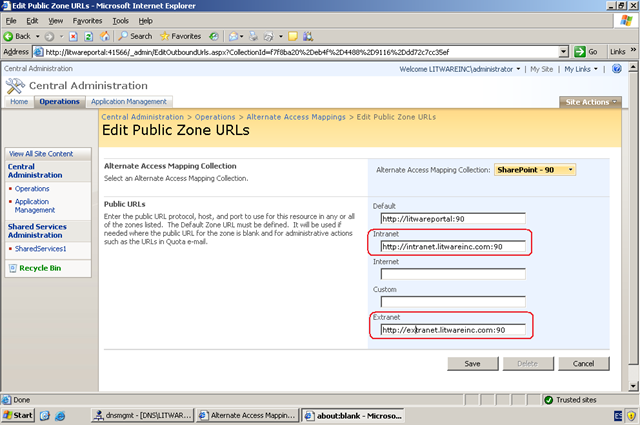 Edit Public Zone URLs - Microsoft Internet Explorer
File Edit View Favorites Tools Help
Back Search Favorites
Address http://litwareportal:41566/_admin/EditOutboundUrls.aspx?CollectionId=f7f8ba20%2Deb4f%2D4488%2D9116%2Ddd72c7cc35ef Go Links »
Central Administration Welcome LITWAREINC\administrator | My Site | My Links |
Central Administration
Home Operations Application Management Site Actions
Central Administration > Operations > Alternate Access Mappings > Edit Public Zone URLs
Edit Public Zone URLs
View All Site Content
Central Administration
Operations
Application Management
Shared Services Administration
SharedServices1
Recycle Bin
Alternate Access Mapping Collection
Select an Alternate Access Mapping Collection.
Alternate Access Mapping Collection: SharePoint - 90
Public URLs
Enter the public URL protocol, host, and port to use for this resource in any or all
of the zones listed. The Default Zone URL must be defined. It will be used if
needed where the public URL for the zone is blank and for administrative actions
such as the URLs in Quota e-mail.
Default
http://litwareportal:90
Intranet
http://intranet.litwareinc.com:90
Internet
Custom
Extranet
http://extranet.litwareinc.com:90
Save Delete Cancel
Done Trusted sites
Start dnsmgmt - [DNS\LITWAR... Alternate Access Mappin... about:blank - Microso... ES